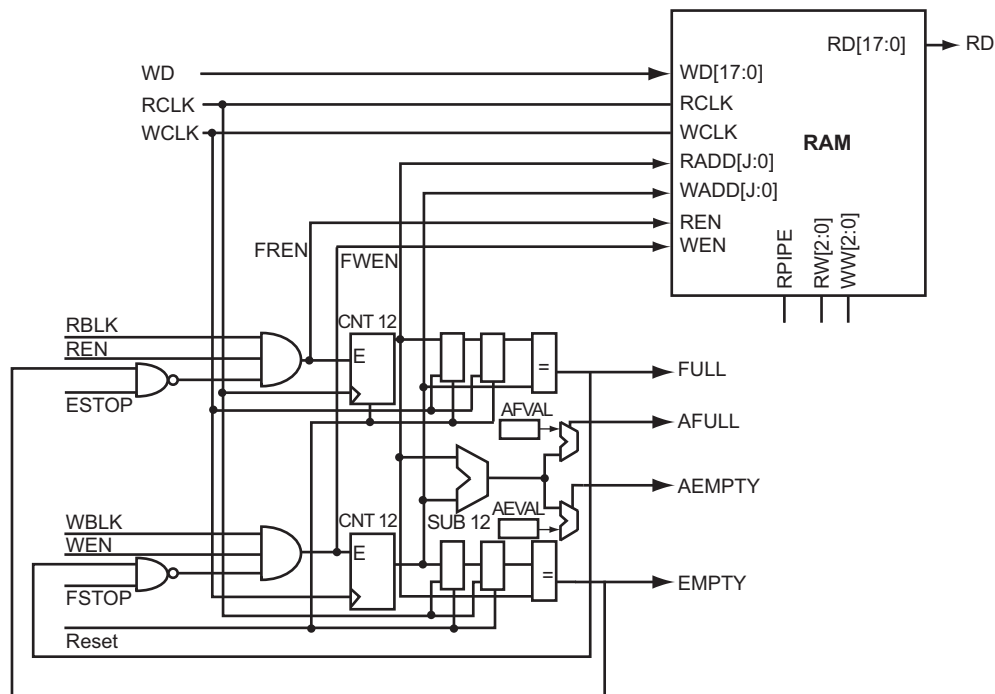 RD[17:0]
RD
WD
WD[17:0]
RCLK
RCLK
WCLK
WCLK
RAM
RADD[J:0]
WADD[J:0]
REN
WEN
FREN
FWEN
RPIPE
RW[2:0]
WW[2:0]
RBLK
CNT 12
REN
E
=
FULL
ESTOP
AFVAL
AFULL
AEMPTY
WBLK
CNT 12
SUB 12
AEVAL
WEN
E
=
EMPTY
FSTOP
Reset